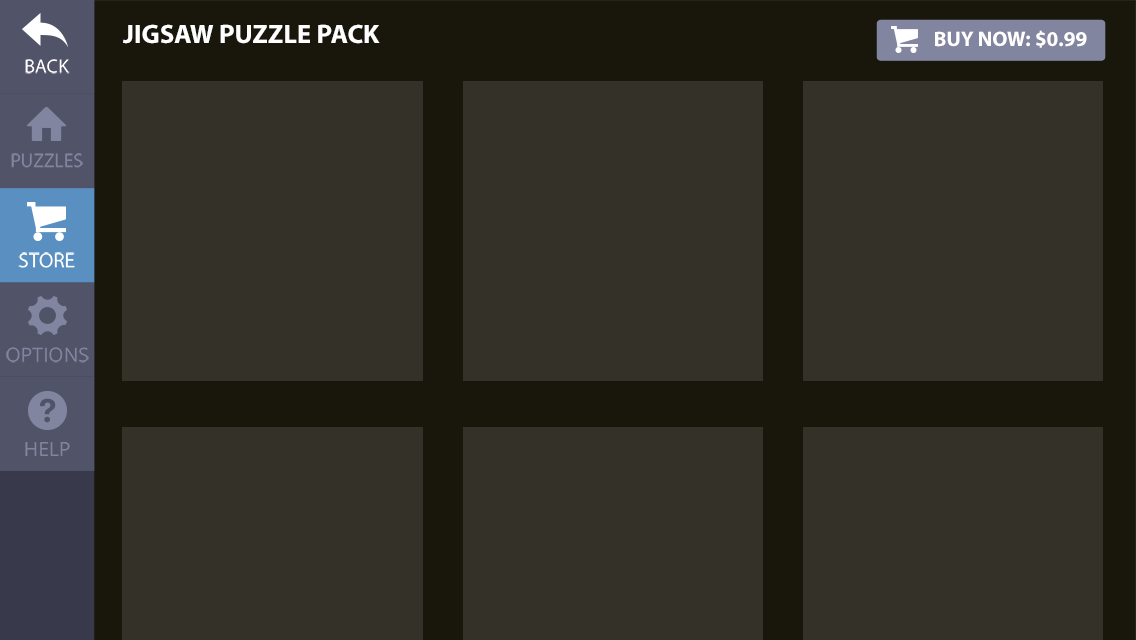 BACK
PUZZLES
STORE
OPTIONS
HELP
JIGSAW PUZZLE PACK
BUY NOW: $0.99